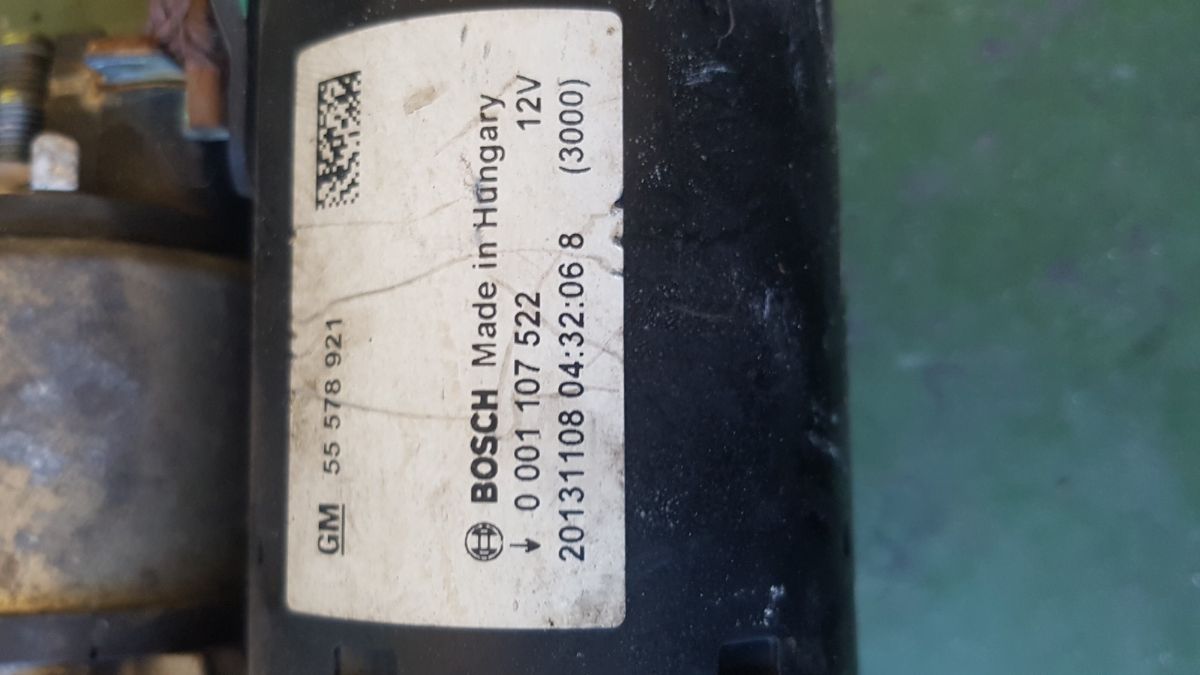 GM 55 578 921
BOSCH Made in Hungary
0 001 107 522 12V
20131108 04:32:06 8 (3000)